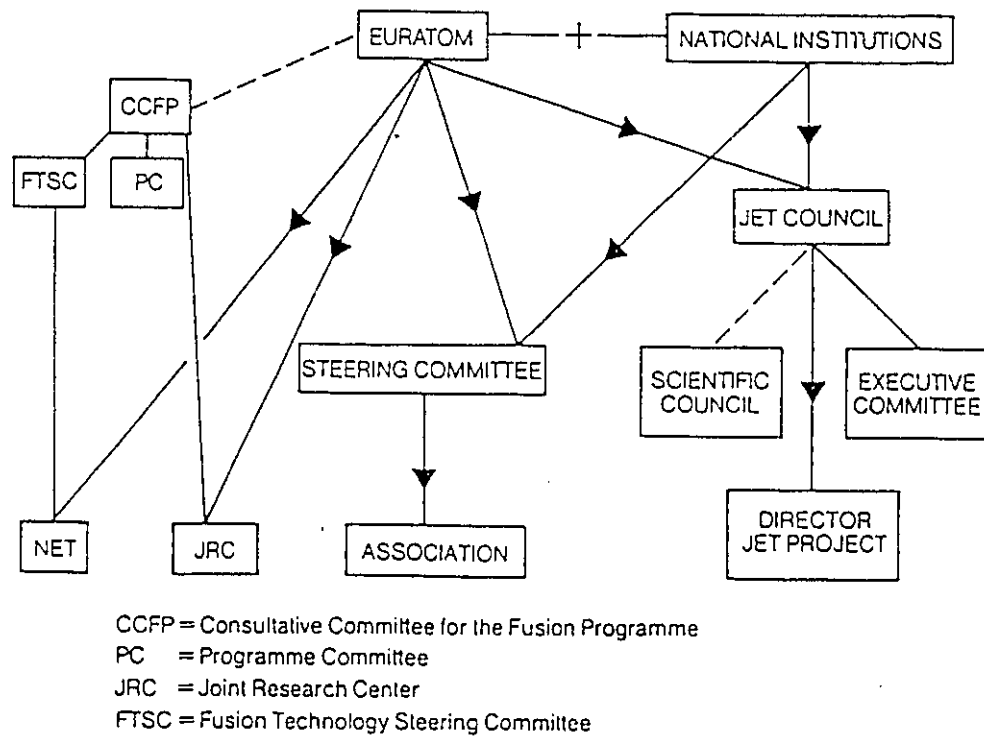 EURATOM
NATIONAL INSTITUTIONS
CCFP
FTSC
PC
JET COUNCIL
STEERING COMMITTEE
SCIENTIFIC
COUNCIL
EXECUTIVE
COMMITTEE
NET
JRC
ASSOCIATION
DIRECTOR
JET PROJECT
CCFP = Consultative Committee for the Fusion Programme
PC = Programme Committee
JRC = Joint Research Center
FTSC = Fusion Technology Steering Committee